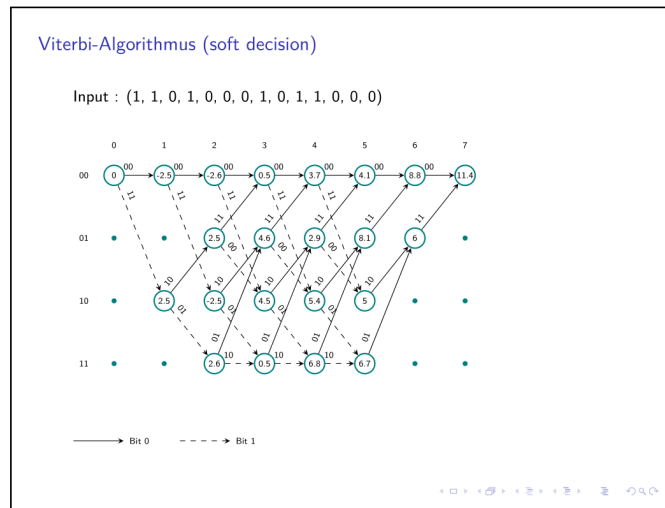 Viterbi-Algorithmus (soft decision)
Input : (1, 1, 0, 1, 0, 0, 0, 1, 0, 1, 1, 0, 0, 0)
0 1 2 3 4 5 6 7
00 00 00 00 00 00 00
00 0 -2.5 -2.6 0.5 3.7 4.1 8.8 11.4
11 11 11 11 11
11 11 11 11 11
01 2.5 4.6 2.9 8.1 6
00 00 00
10 10 10 10 10
10 2.5 -2.5 4.5 5.4 5
01 01 01 01
01 01 01 01
10 10 10
11 2.6 0.5 6.8 6.7
Bit 0 Bit 1